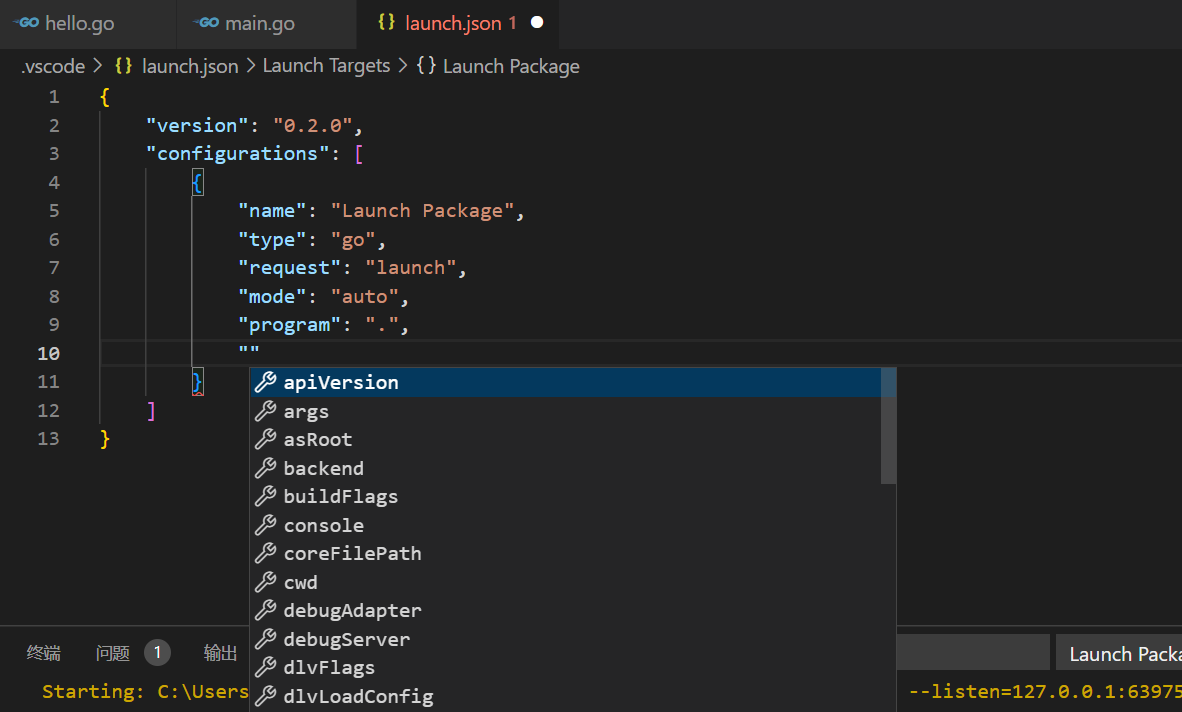 hello.go main.go {} launch.json 1
.vscode > {} launch.json > Launch Targets > {} Launch Package
1 {
2 "version": "0.2.0",
3 "configurations": [
4 {
5 "name": "Launch Package",
6 "type": "go",
7 "request": "launch",
8 "mode": "auto",
9 "program": ".",
10 ""
11 }
12 ]
13 }
apiVersion
args
asRoot
backend
buildFlags
console
coreFilePath
cwd
debugAdapter
debugServer
dlvFlags
dlvLoadConfig
终端 问题 1 输出 Launch Packa
Starting: C:\Users --listen=127.0.0.1:63975